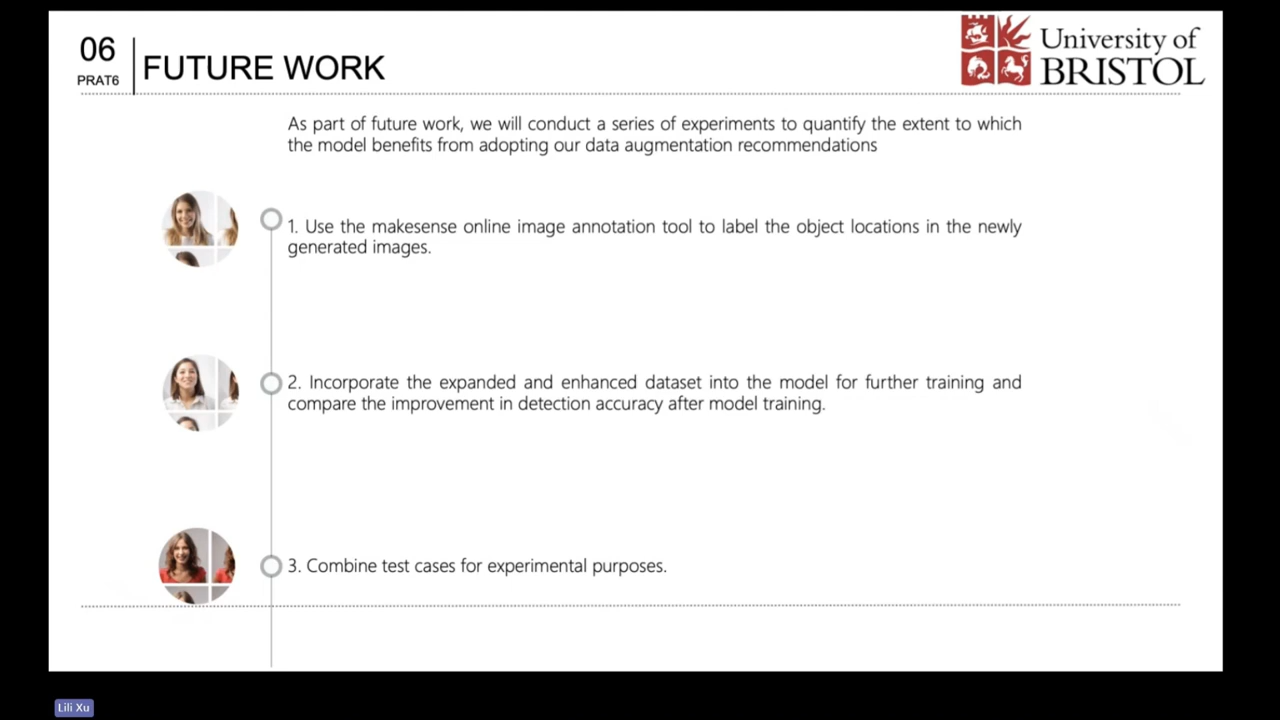 06
PRAT6
FUTURE WORK
University of
BRISTOL
As part of future work, we will conduct a series of experiments to quantify the extent to which
the model benefits from adopting our data augmentation recommendations
1. Use the makesense online image annotation tool to label the object locations in the newly
generated images.
2. Incorporate the expanded and enhanced dataset into the model for further training and
compare the improvement in detection accuracy after model training.
3. Combine test cases for experimental purposes.
Lili Xu